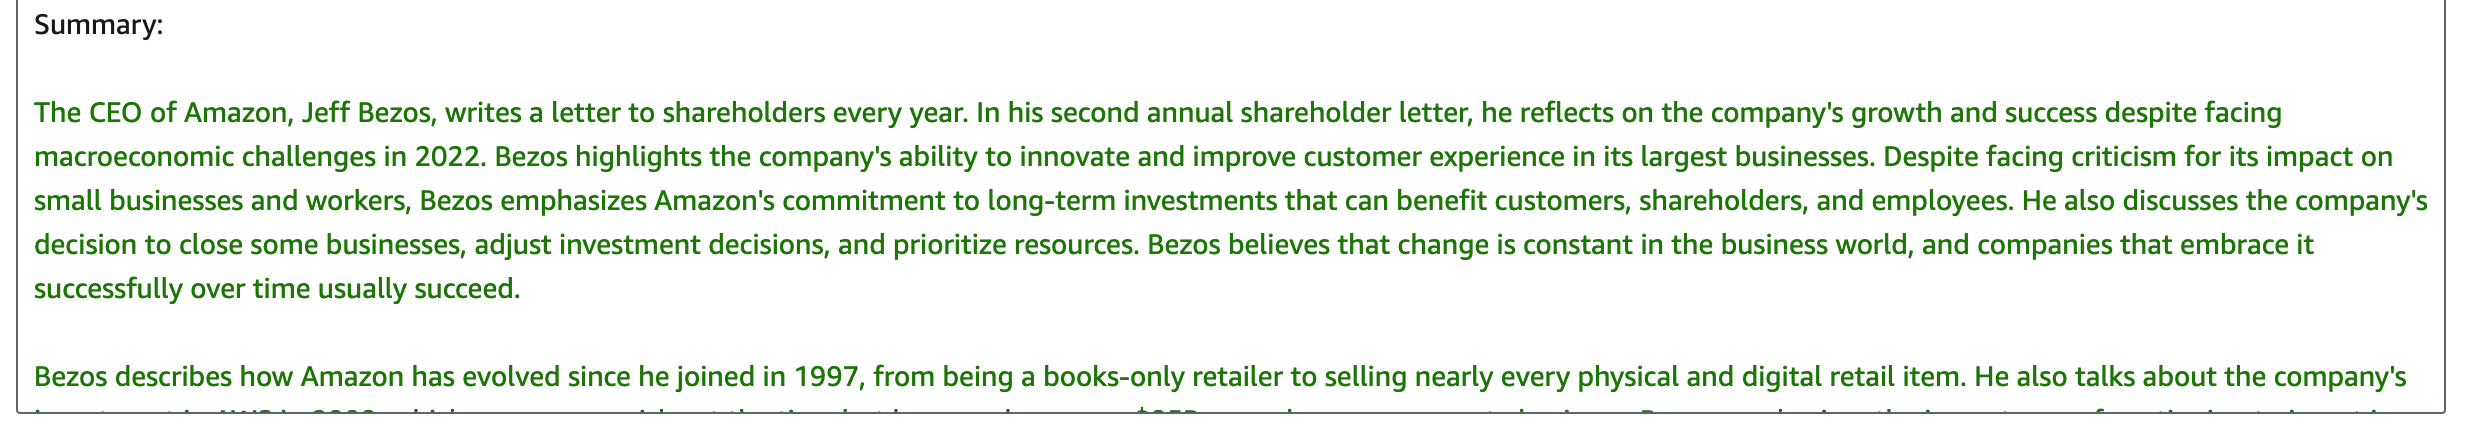 Summary:
The CEO of Amazon, Jeff Bezos, writes a letter to shareholders every year. In his second annual shareholder letter, he reflects on the company's growth and success despite facing
macroeconomic challenges in 2022. Bezos highlights the company's ability to innovate and improve customer experience in its largest businesses. Despite facing criticism for its impact on
small businesses and workers, Bezos emphasizes Amazon's commitment to long-term investments that can benefit customers, shareholders, and employees. He also discusses the company's
decision to close some businesses, adjust investment decisions, and prioritize resources. Bezos believes that change is constant in the business world, and companies that embrace it
successfully over time usually succeed.
Bezos describes how Amazon has evolved since he joined in 1997, from being a books-only retailer to selling nearly every physical and digital retail item. He also talks about the company's